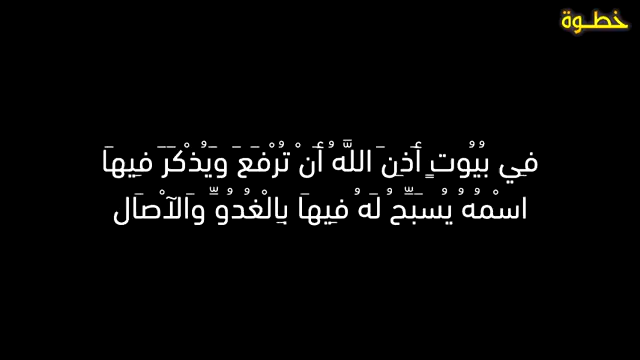 خطـوة
فِي بُيُوتٍ أَذِنَ اللَّهُ أَنْ تُرْفَعَ وَيُذْكَرَ فِيهَا
اسْمُهُ يُسَبِّحُ لَهُ فِيهَا بِالْغُدُوِّ وَالْآصَال